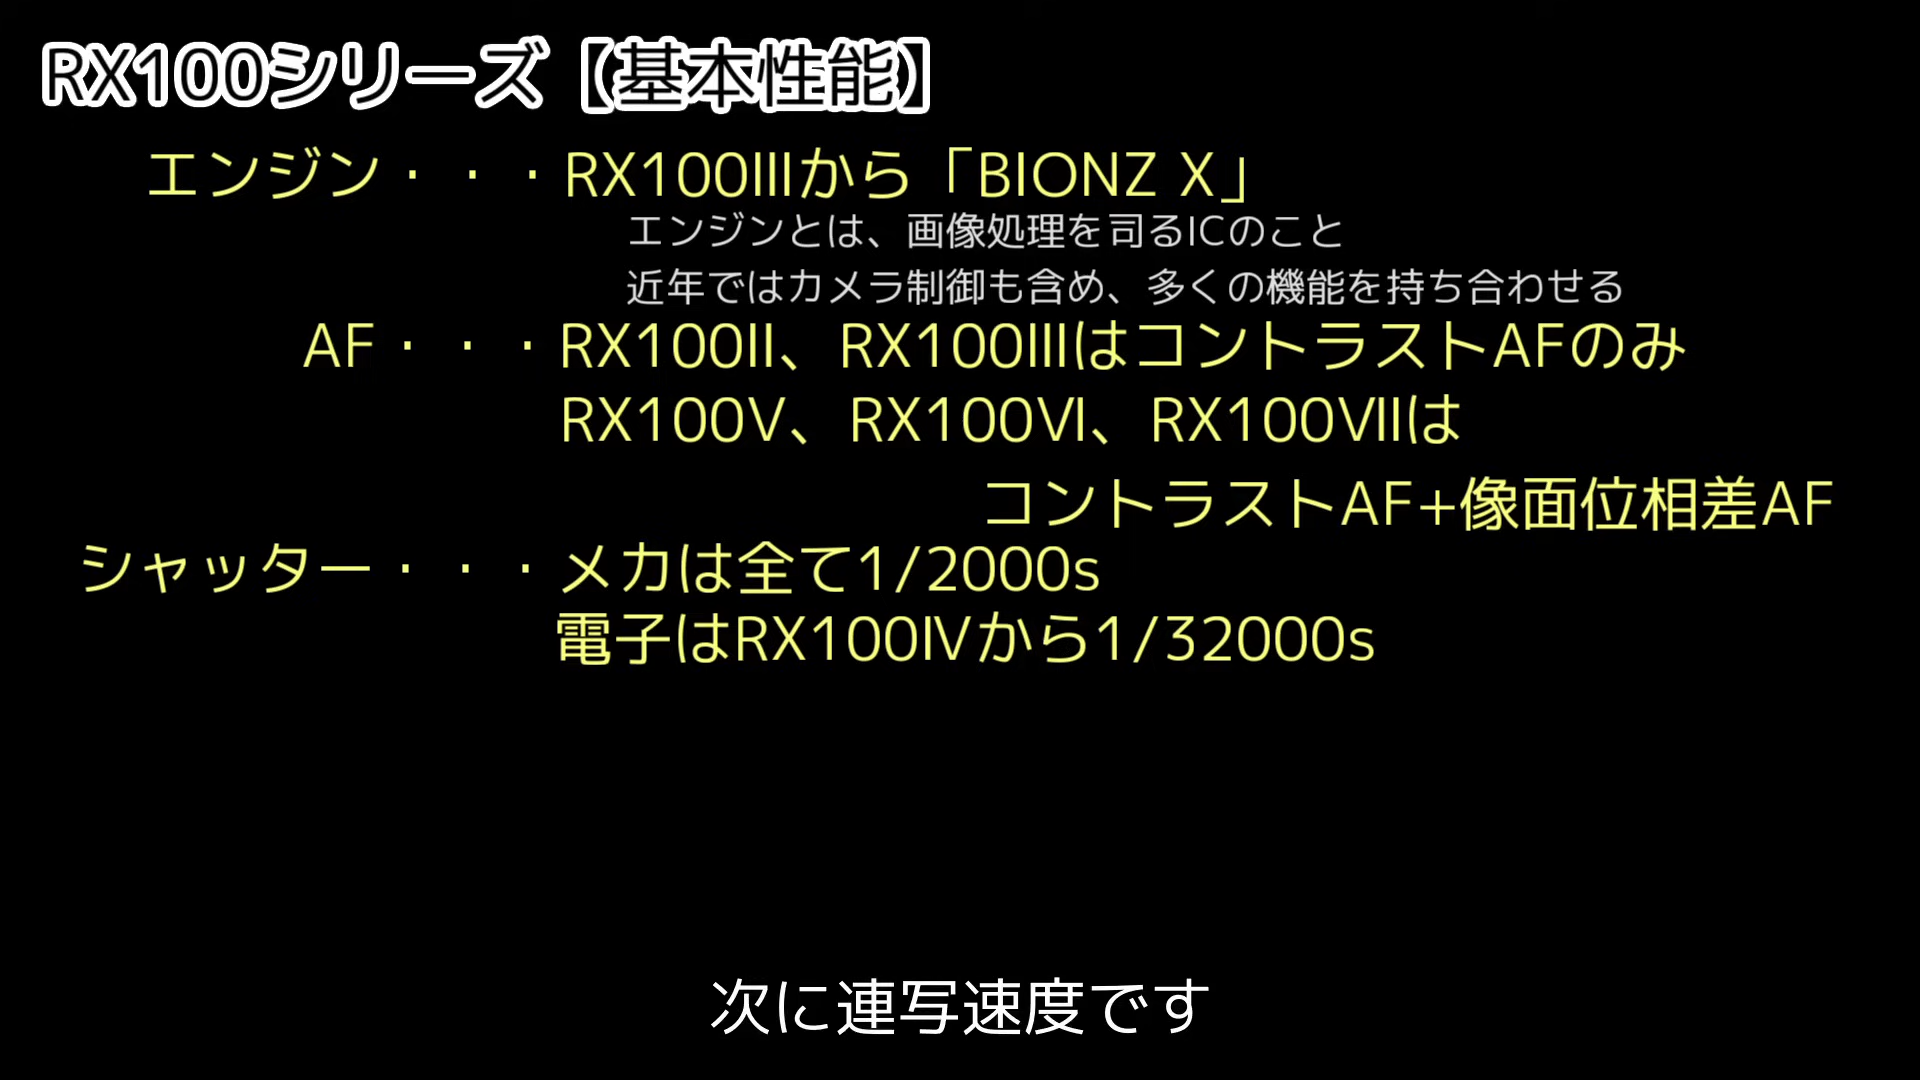 RX100シリーズ【基本性能】
エンジン・・・RX100Ⅲから「BIONZ X」
エンジンとは、画像処理を司るICのこと
近年ではカメラ制御も含め、多くの機能を持ち合わせる
AF・・・RX100Ⅱ、RX100ⅢはコントラストAFのみ
RX100Ⅴ、RX100Ⅵ、RX100Ⅶは
コントラストAF+像面位相差AF
シャッター・・・メカは全て1/2000s
電子はRX100Ⅳから1/32000s
次に連写速度です